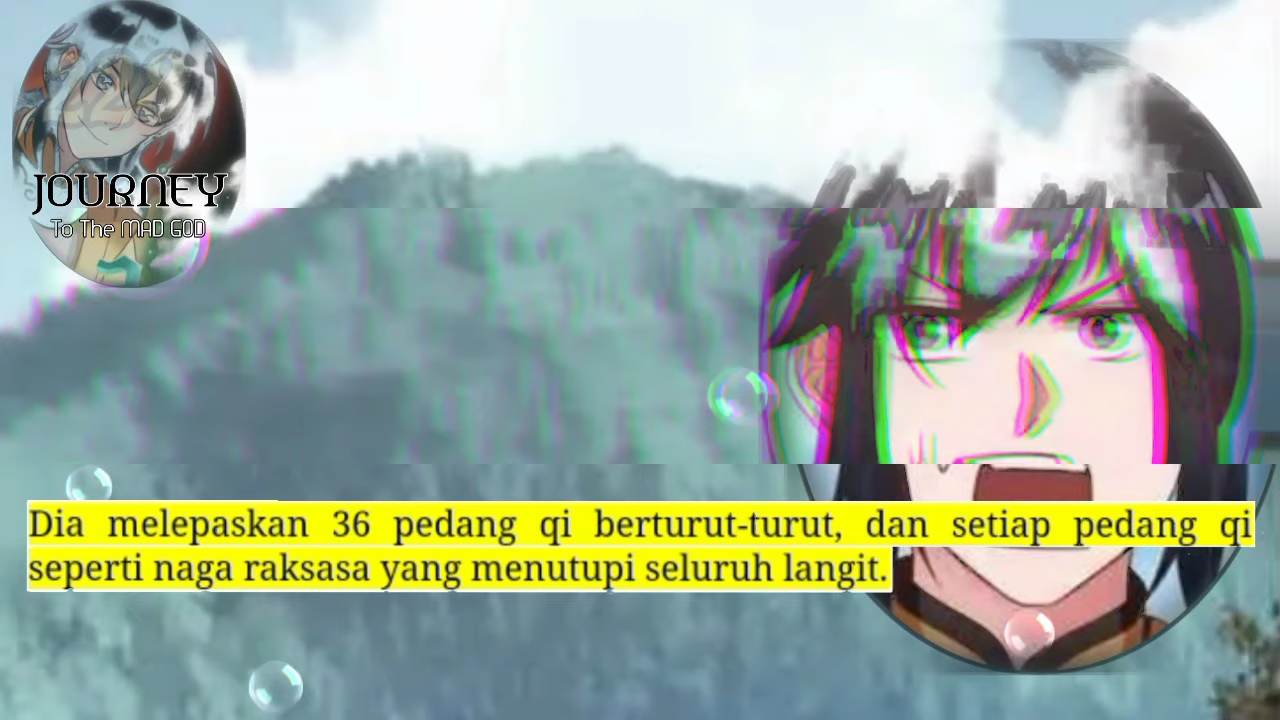 JOURNEY
To The MAD GOD
Dia melepaskan 36 pedang qi berturut-turut, dan setiap pedang qi
seperti naga raksasa yang menutupi seluruh langit.